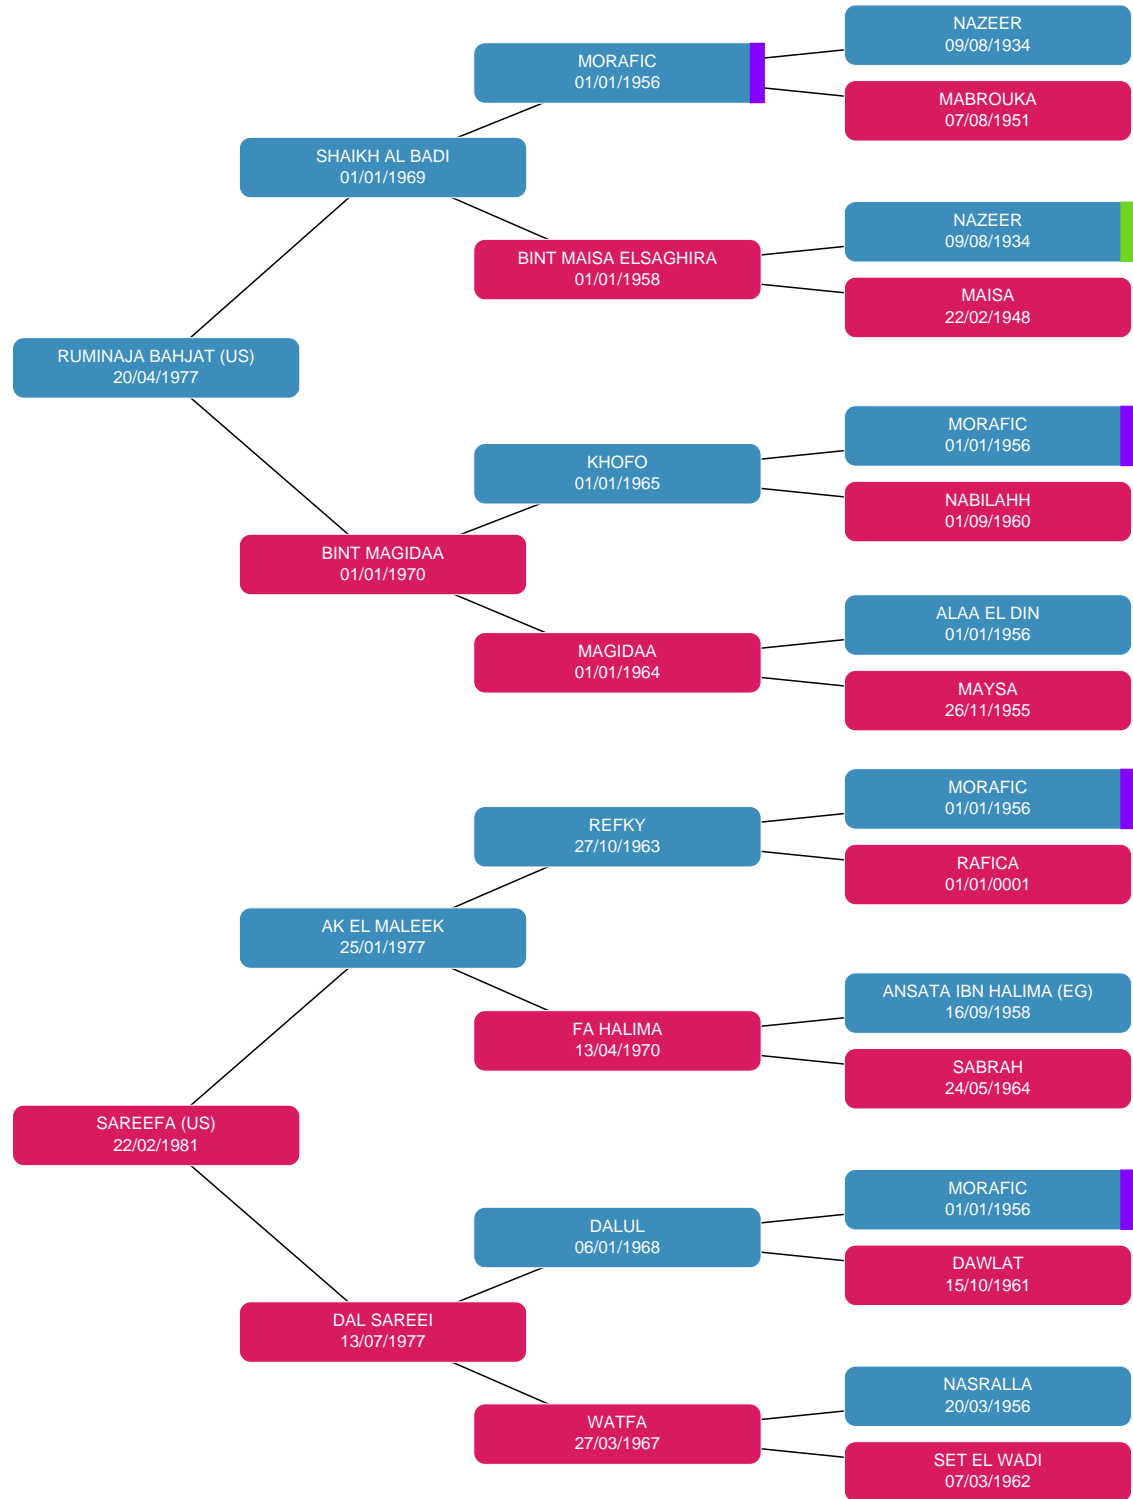 NAZEER
09/08/1934
MORAFIC
01/01/1956
MABROUKA
07/08/1951
SHAIKH AL BADI
01/01/1969
NAZEER
09/08/1934
BINT MAISA ELSAGHIRA
01/01/1958
MAISA
22/02/1948
RUMINAJA BAHJAT (US)
20/04/1977
MORAFIC
01/01/1956
KHOFO
01/01/1965
NABILAHH
01/09/1960
BINT MAGIDAA
01/01/1970
ALAA EL DIN
01/01/1956
MAGIDAA
01/01/1964
MAYSA
26/11/1955
MORAFIC
01/01/1956
REFKY
27/10/1963
RAFICA
01/01/0001
AK EL MALEEK
25/01/1977
ANSATA IBN HALIMA (EG)
16/09/1958
FA HALIMA
13/04/1970
SABRAH
24/05/1964
SAREEFA (US)
22/02/1981
MORAFIC
01/01/1956
DALUL
06/01/1968
DAWLAT
15/10/1961
DAL SAREEI
13/07/1977
NASRALLA
20/03/1956
WATFA
27/03/1967
SET EL WADI
07/03/1962